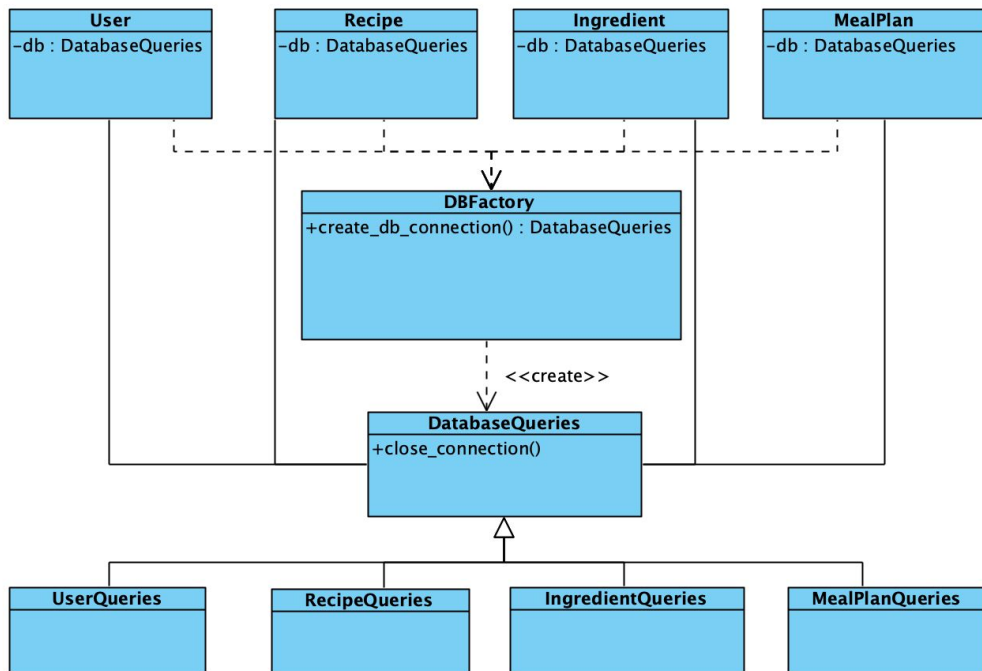 User
-db : DatabaseQueries
Recipe
-db : DatabaseQueries
Ingredient
-db : DatabaseQueries
MealPlan
-db : DatabaseQueries
DBFactory
+create_db_connection() : DatabaseQueries
<<create>>
DatabaseQueries
+close_connection()
UserQueries
RecipeQueries
IngredientQueries
MealPlanQueries